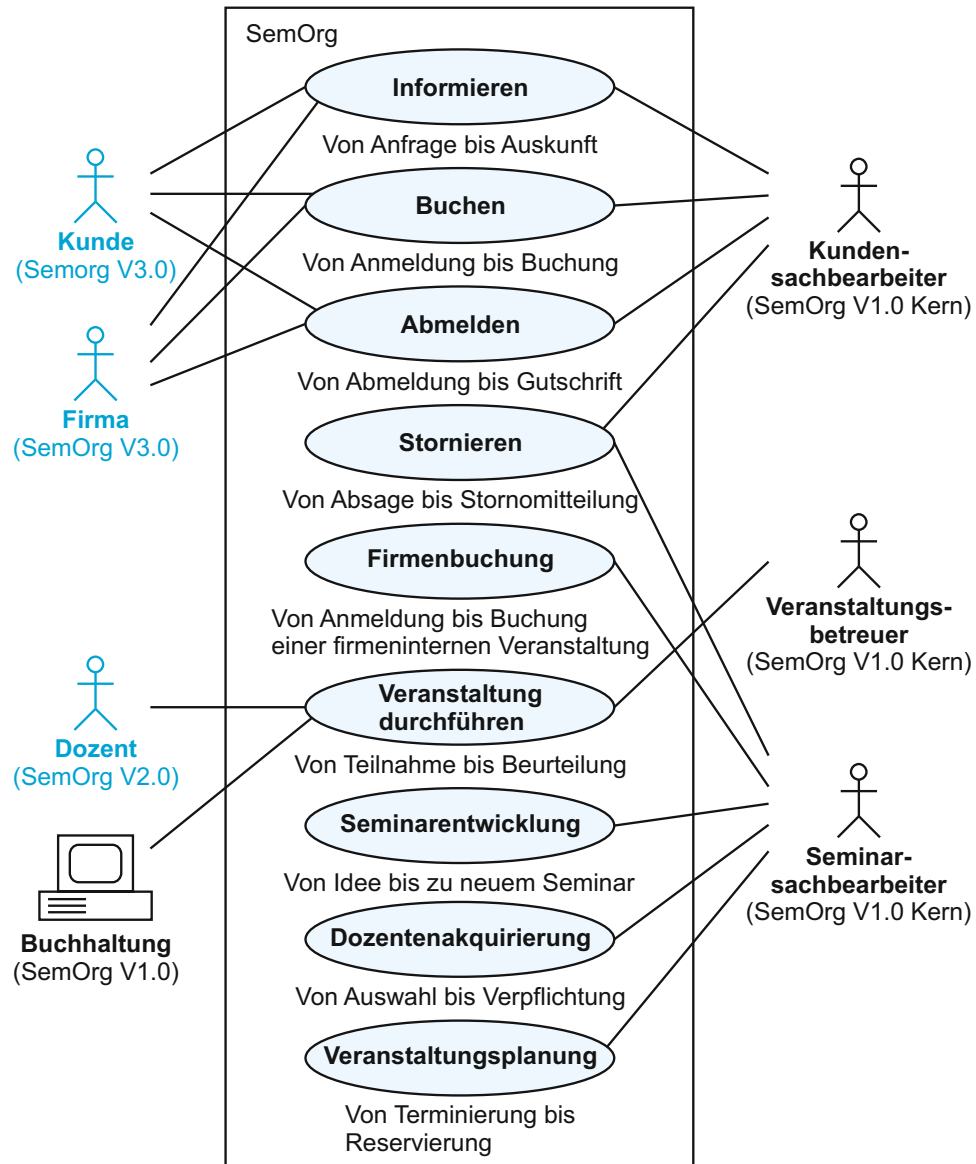 SemOrg
Informieren
Von Anfrage bis Auskunft
Buchen
Von Anmeldung bis Buchung
Abmelden
Von Abmeldung bis Gutschrift
Stornieren
Von Absage bis Stornomitteilung
Firmenbuchung
Von Anmeldung bis Buchung
einer firmeninternen Veranstaltung
Veranstaltung
durchführen
Von Teilnahme bis Beurteilung
Seminarentwicklung
Von Idee bis zu neuem Seminar
Dozentenakquirierung
Von Auswahl bis Verpflichtung
Veranstaltungsplanung
Von Terminierung bis
Reservierung
Kunde
(Semorg V3.0)
Firma
(SemOrg V3.0)
Dozent
(SemOrg V2.0)
Buchhaltung
(SemOrg V1.0)
Kunden-
sachbearbeiter
(SemOrg V1.0 Kern)
Veranstaltungs-
betreuer
(SemOrg V1.0 Kern)
Seminar-
sachbearbeiter
(SemOrg V1.0 Kern)